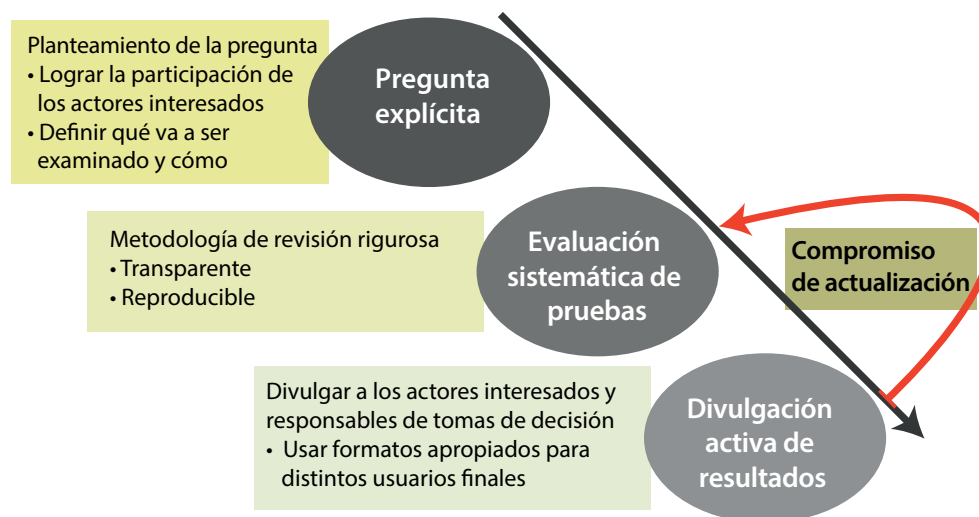 Planteamiento de la pregunta
• Lograr la participación de
los actores interesados
• Definir qué va a ser
examinado y cómo
Pregunta
explícita
Metodología de revisión rigurosa
• Transparente
• Reproducible
Evaluación
sistemática de
pruebas
Compromiso
de actualización
Divulgar a los actores interesados y
responsables de tomas de decisión
• Usar formatos apropiados para
distintos usuarios finales
Divulgación
activa de
resultados